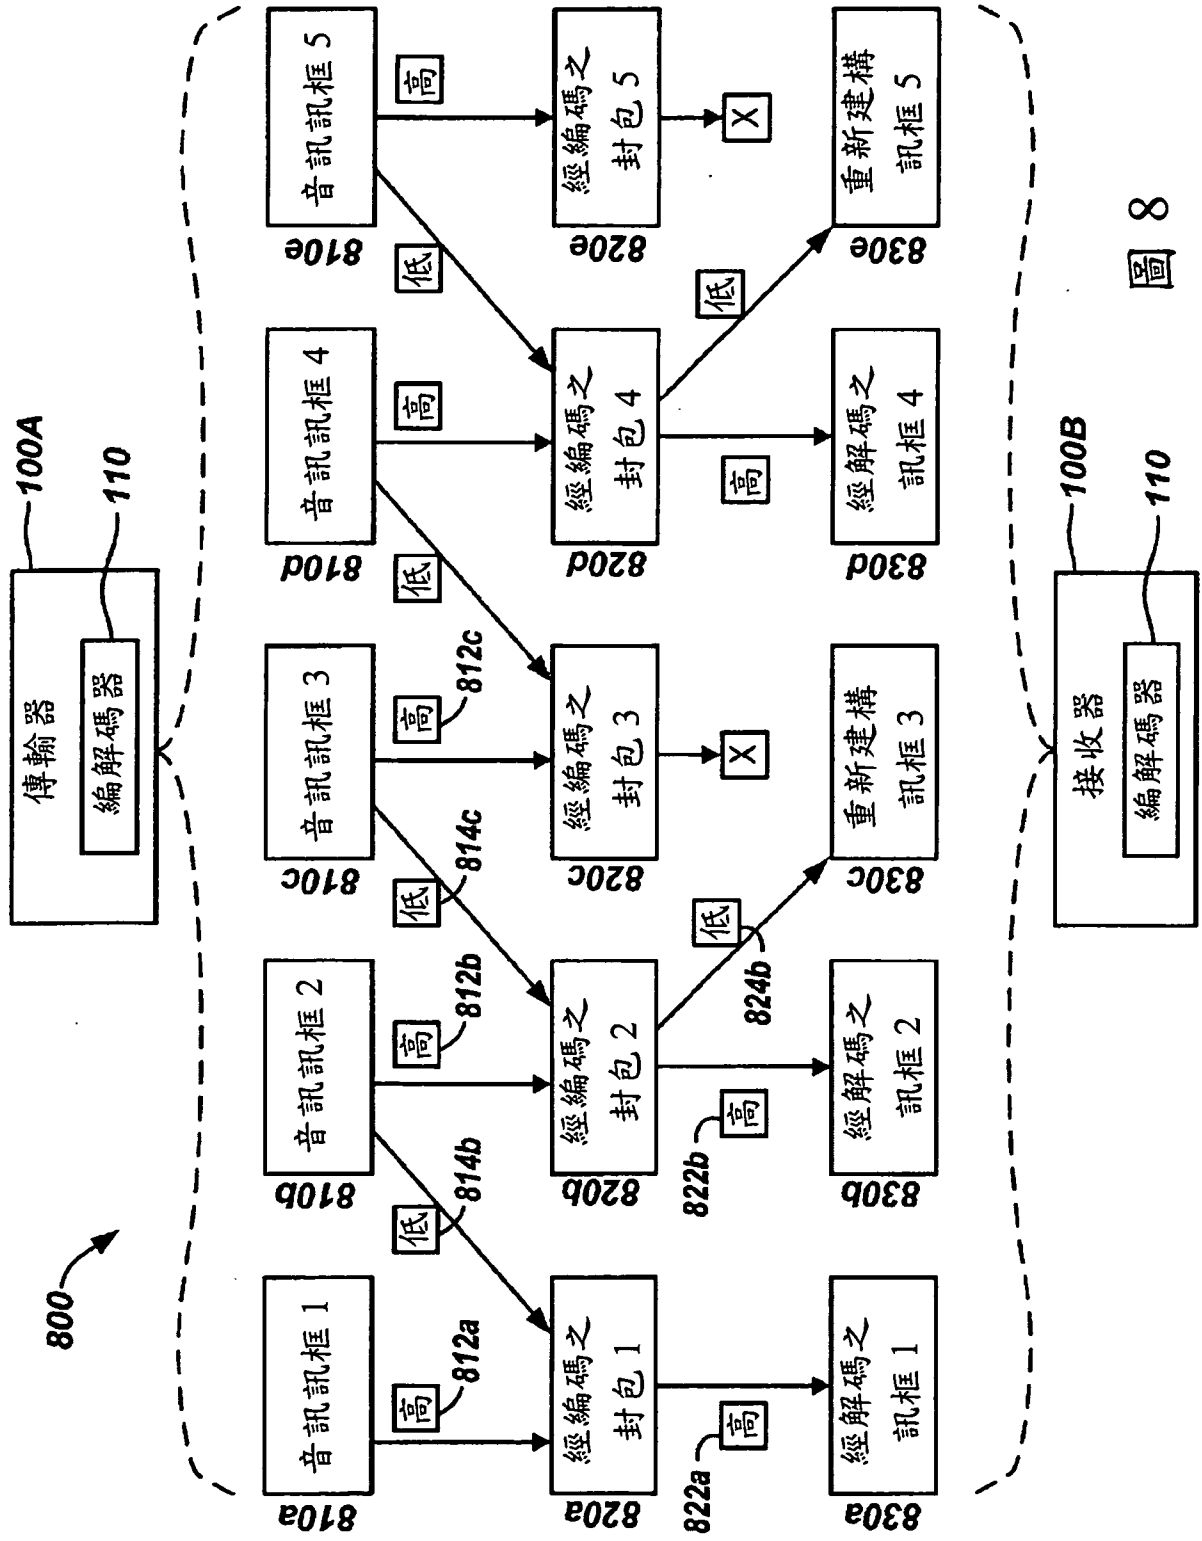 800
傳輸器
100A
編解碼器
110
音訊訊框 1
810a
音訊訊框 2
810b
音訊訊框 3
810c
音訊訊框 4
810d
音訊訊框 5
810e
高
812a
低
814b
高
812b
低
814c
高
812c
低
高
低
高
經編碼之
封包 1
820a
經編碼之
封包 2
820b
經編碼之
封包 3
820c
經編碼之
封包 4
820d
經編碼之
封包 5
820e
822a
高
822b
高
824b
低
X
高
低
X
經解碼之
訊框 1
830a
經解碼之
訊框 2
830b
重新建構
訊框 3
830c
經解碼之
訊框 4
830d
重新建構
訊框 5
830e
接收器
100B
編解碼器
110
圖 8